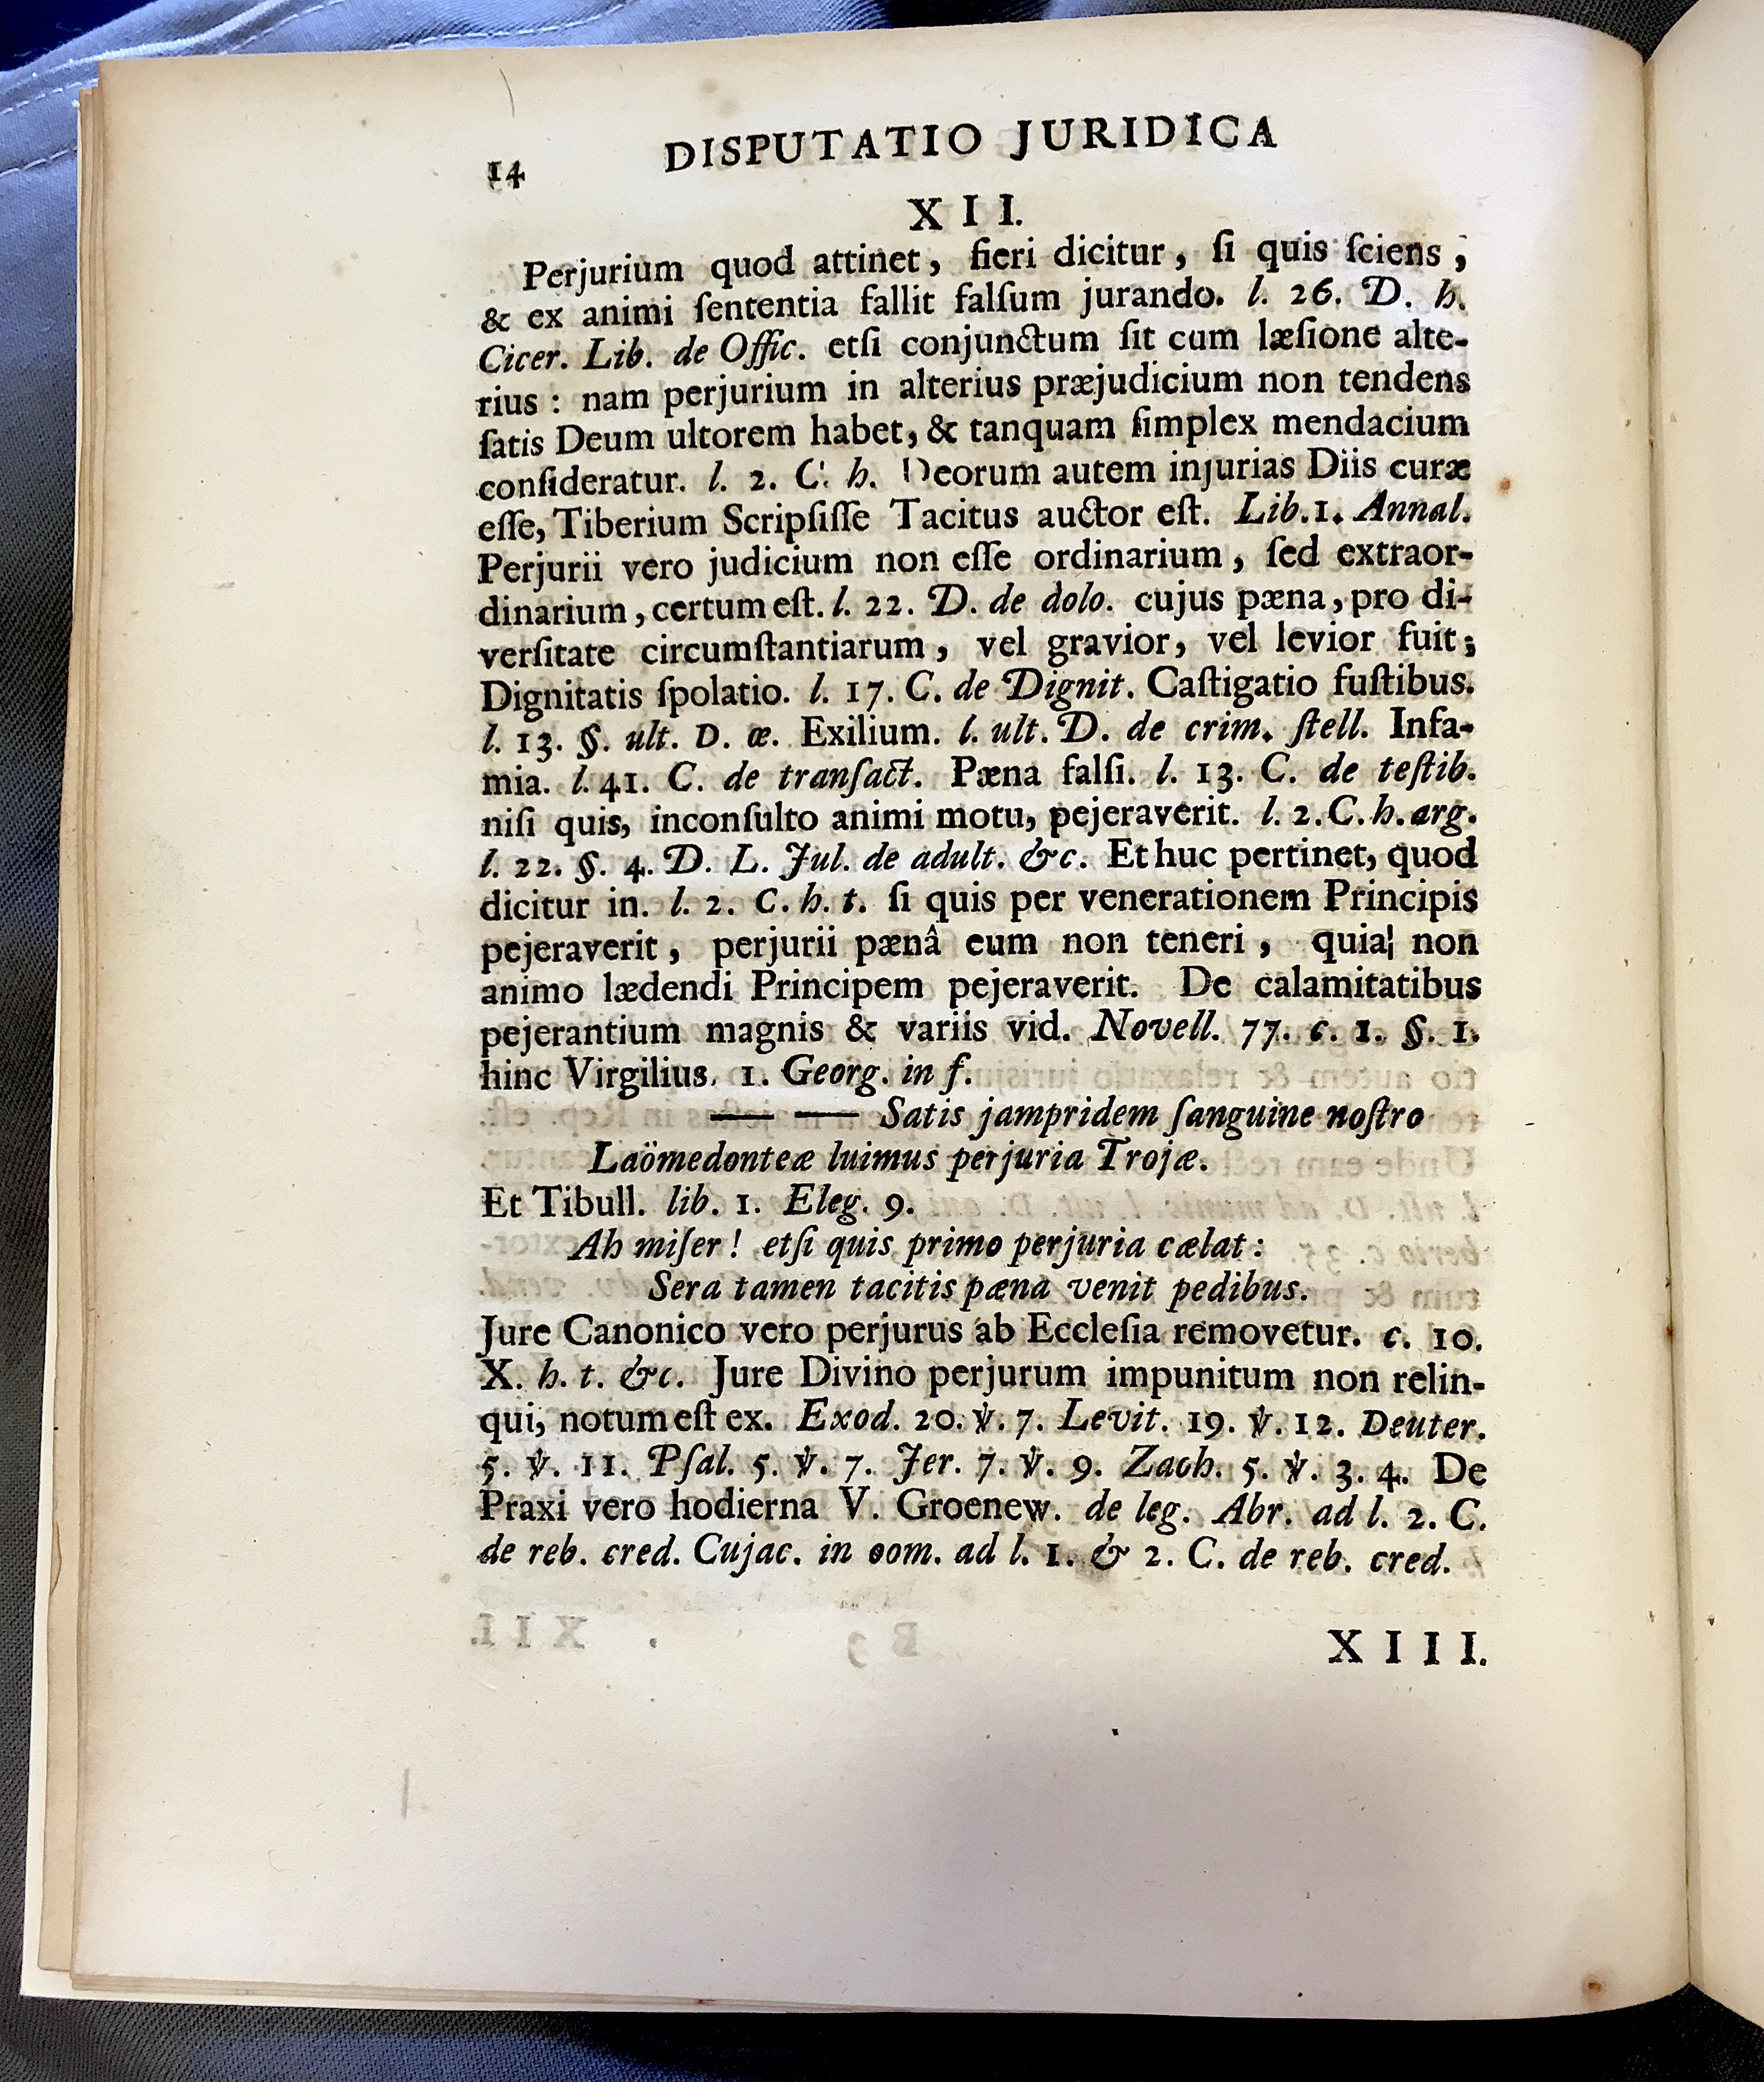 14 DISPUTATIO JURIDICA
XII.
Perjurium quod attinet, fieri dicitur, ſi quis ſciens,
& ex animi ſententia fallit falſum jurando. l. 26. D. h.
Cicer. Lib. de Offic. etſi conjunctum ſit cum læſione alte-
rius : nam perjurium in alterius præjudicium non tendens
ſatis Deum ultorem habet, & tanquam ſimplex mendacium
conſideratur. l. 2. C. h. Deorum autem injurias Diis curæ
eſſe, Tiberium Scripſiſſe Tacitus auctor eſt. Lib. 1. Annal.
Perjurii vero judicium non eſſe ordinarium, ſed extraor-
dinarium, certum eſt. l. 22. D. de dolo. cujus pæna, pro di-
verſitate circumſtantiarum, vel gravior, vel levior fuit;
Dignitatis ſpolatio. l. 17. C. de Dignit. Caſtigatio fuſtibus.
l. 13. §. ult. D. æ. Exilium. l. ult. D. de crim. ſtell. Infa-
mia. l. 41. C. de tranſact. Pæna falſi. l. 13. C. de teſtib.
niſi quis, inconſulto animi motu, pejeraverit. l. 2. C. h. arg.
l. 22. §. 4. D. L. Jul. de adult. &c. Et huc pertinet, quod
dicitur in. l. 2. C. h. t. ſi quis per venerationem Principis
pejeraverit, perjurii pænâ eum non teneri, quia non
animo lædendi Principem pejeraverit. De calamitatibus
pejerantium magnis & variis vid. Novell. 77. c. 1. §. 1.
hinc Virgilius. 1. Georg. in f.
— — Satis jampridem ſanguine noſtro
Laömedonteæ luimus perjuria Trojæ.
Et Tibull. lib. 1. Eleg. 9.
Ah miſer ! etſi quis primo perjuria cælat :
Sera tamen tacitis pæna venit pedibus.
Jure Canonico vero perjurus ab Eccleſia removetur. c. 10.
X. h. t. &c. Jure Divino perjurum impunitum non relin-
qui, notum eſt ex. Exod. 20. ℣. 7. Levit. 19. ℣. 12. Deuter.
5. ℣. 11. Pſal. 5. ℣. 7. Jer. 7. ℣. 9. Zach. 5. ℣. 3. 4. De
Praxi vero hodierna V. Groenew. de leg. Abr. ad l. 2. C.
de reb. cred. Cujac. in com. ad l. 1. & 2. C. de reb. cred.
XIII.